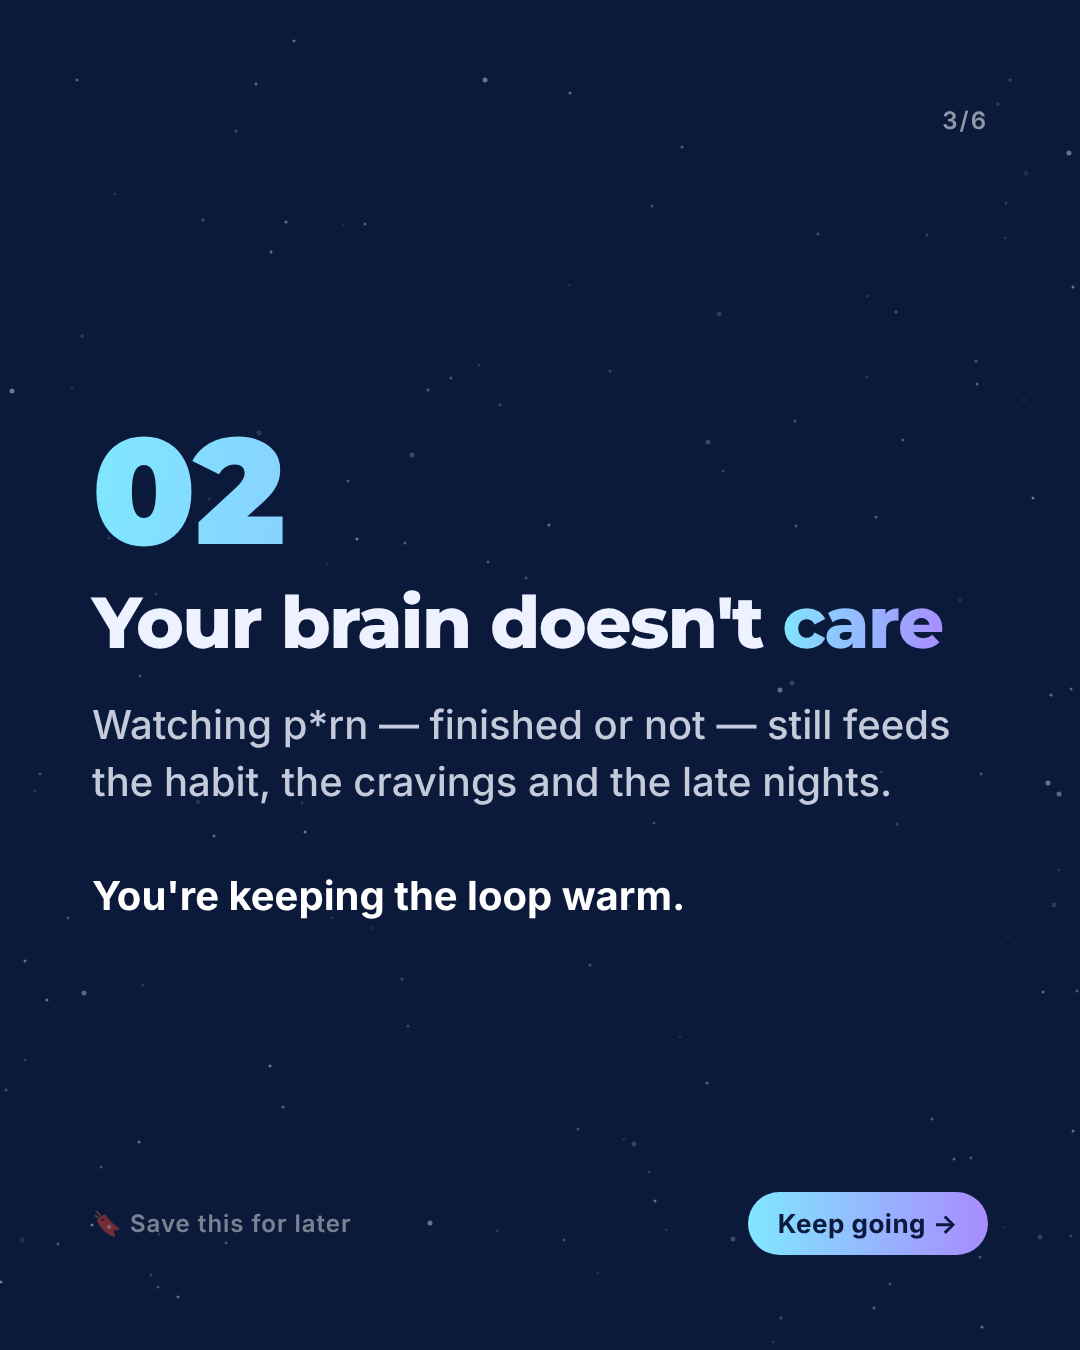 3/6
02
Your brain doesn't care
Watching p*rn — finished or not — still feeds
the habit, the cravings and the late nights.
You're keeping the loop warm.
🔖 Save this for later
Keep going →